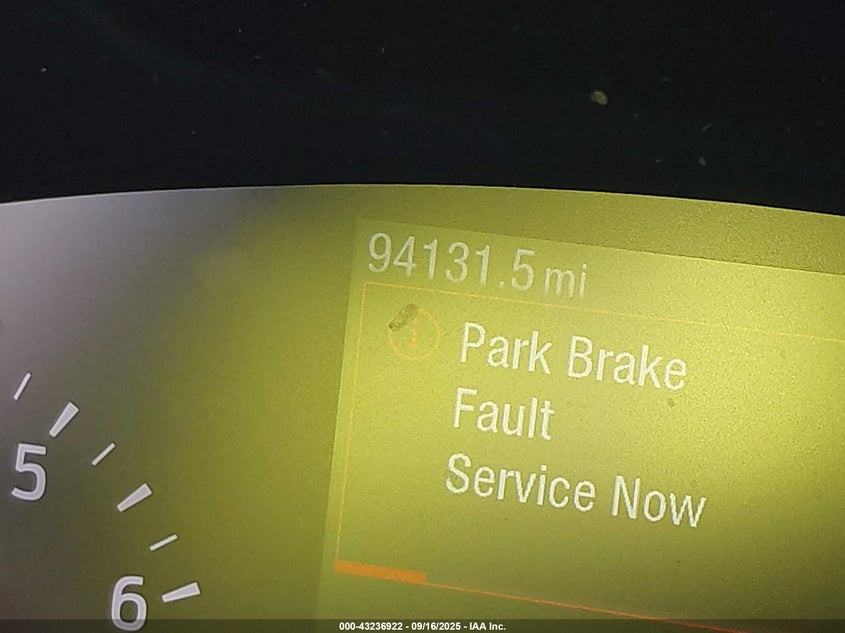 94131.5 mi
Park Brake
Fault
Service Now
5
6
000-43236922 - 09/16/2025 - IAA Inc.